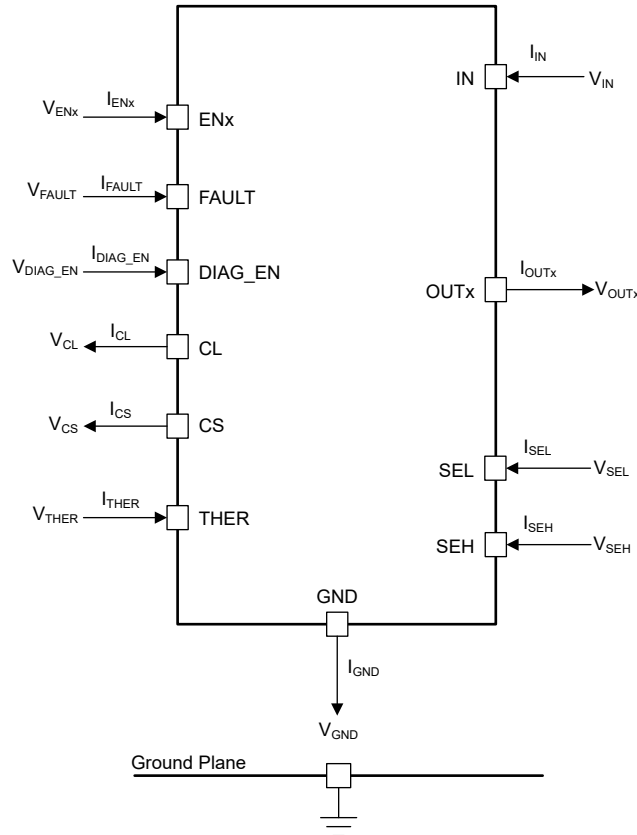 I_IN
IN
V_IN
V_ENx
I_ENx
ENx
V_FAULT
I_FAULT
FAULT
V_DIAG_EN
I_DIAG_EN
DIAG_EN
I_OUTx
OUTx
V_OUTx
V_CL
I_CL
CL
V_CS
I_CS
CS
I_SEL
SEL
V_SEL
V_THER
I_THER
THER
I_SEH
SEH
V_SEH
GND
I_GND
V_GND
Ground Plane